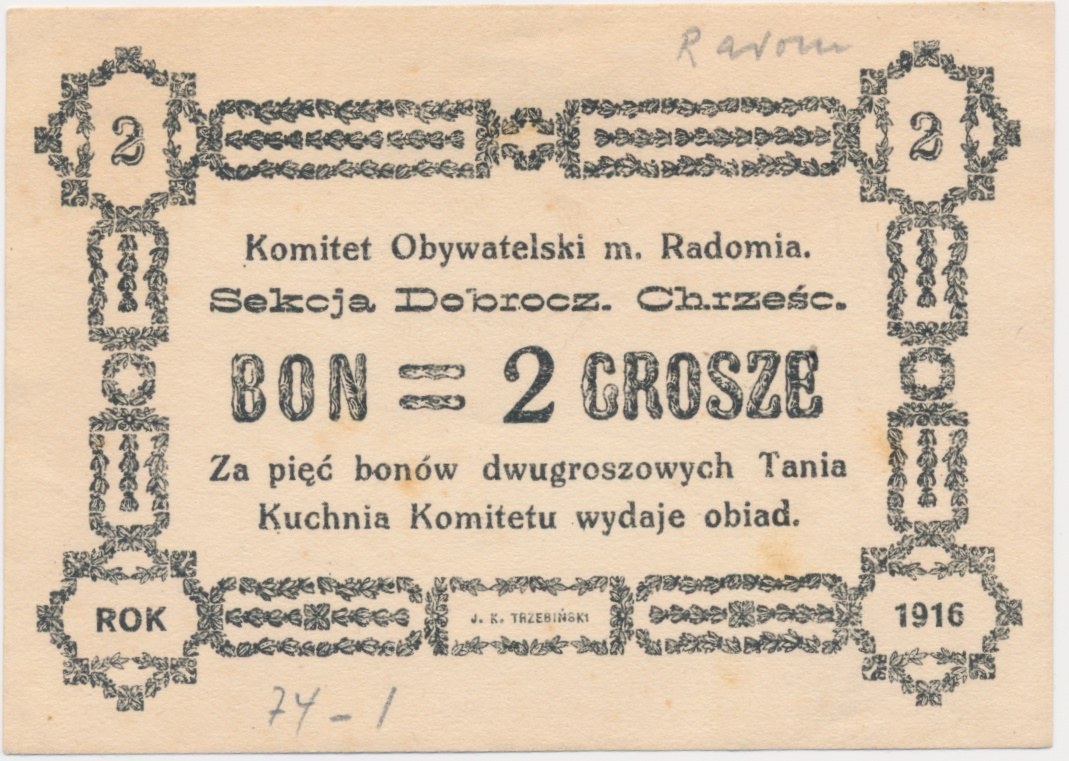 Radom
2 2
Komitet Obywatelski m. Radomia.
Sekcja Dobrocz. Chrześc.
BON = 2 GROSZE
Za pięć bonów dwugroszowych Tania
Kuchnia Komitetu wydaje obiad.
ROK J. K. TRZEBIŃSKI 1916
74 - 1